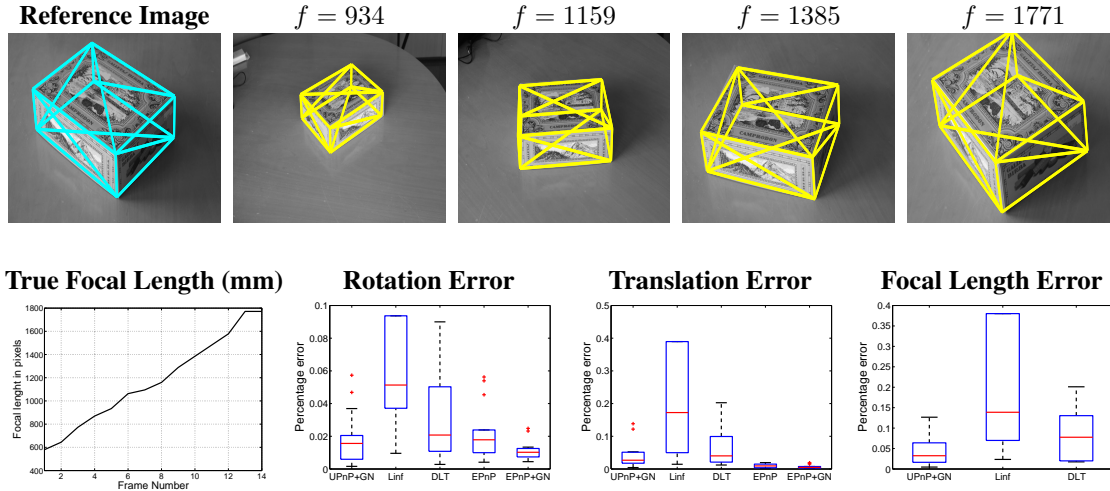 Reference Image
f = 934
f = 1159
f = 1385
f = 1771
CAMPRODON
True Focal Length (mm)
1800
1600
1400
1200
1000
800
600
400
2 4 6 8 10 12 14
Frame Number
Focal lenght in pixels
Rotation Error
0.1
0.08
0.06
0.04
0.02
0
Percentage error
UPnP+GN Linf DLT EPnP EPnP+GN
Translation Error
0.5
0.4
0.3
0.2
0.1
0
Percentage error
UPnP+GN Linf DLT EPnP EPnP+GN
Focal Length Error
0.4
0.35
0.3
0.25
0.2
0.15
0.1
0.05
0
Percentage error
UPnP+GN Linf DLT